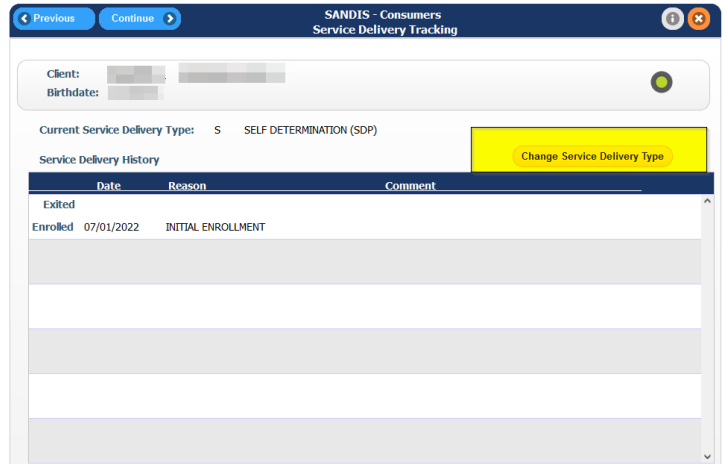 Previous Continue SANDIS - Consumers
Service Delivery Tracking
Client:
Birthdate:
Current Service Delivery Type: S SELF DETERMINATION (SDP)
Change Service Delivery Type
Service Delivery History
Date Reason Comment
Exited
Enrolled 07/01/2022 INITIAL ENROLLMENT